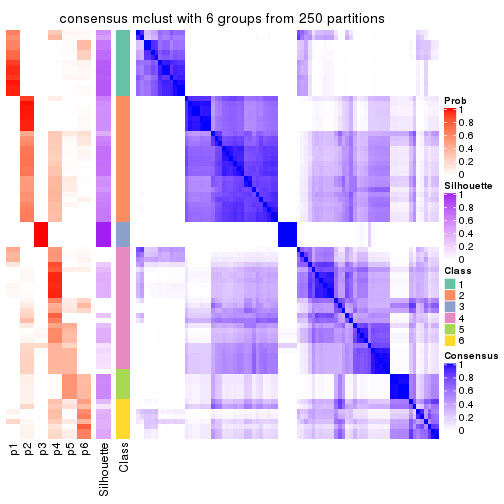 consensus mclust with 6 groups from 250 partitions
Prob
1
0.8
0.6
0.4
0.2
0
Silhouette
1
0.8
0.6
0.4
0.2
0
Class
1
2
3
4
5
6
Consensus
1
0.8
0.6
0.4
0.2
0
p1
p2
p3
p4
p5
p6
Silhouette
Class